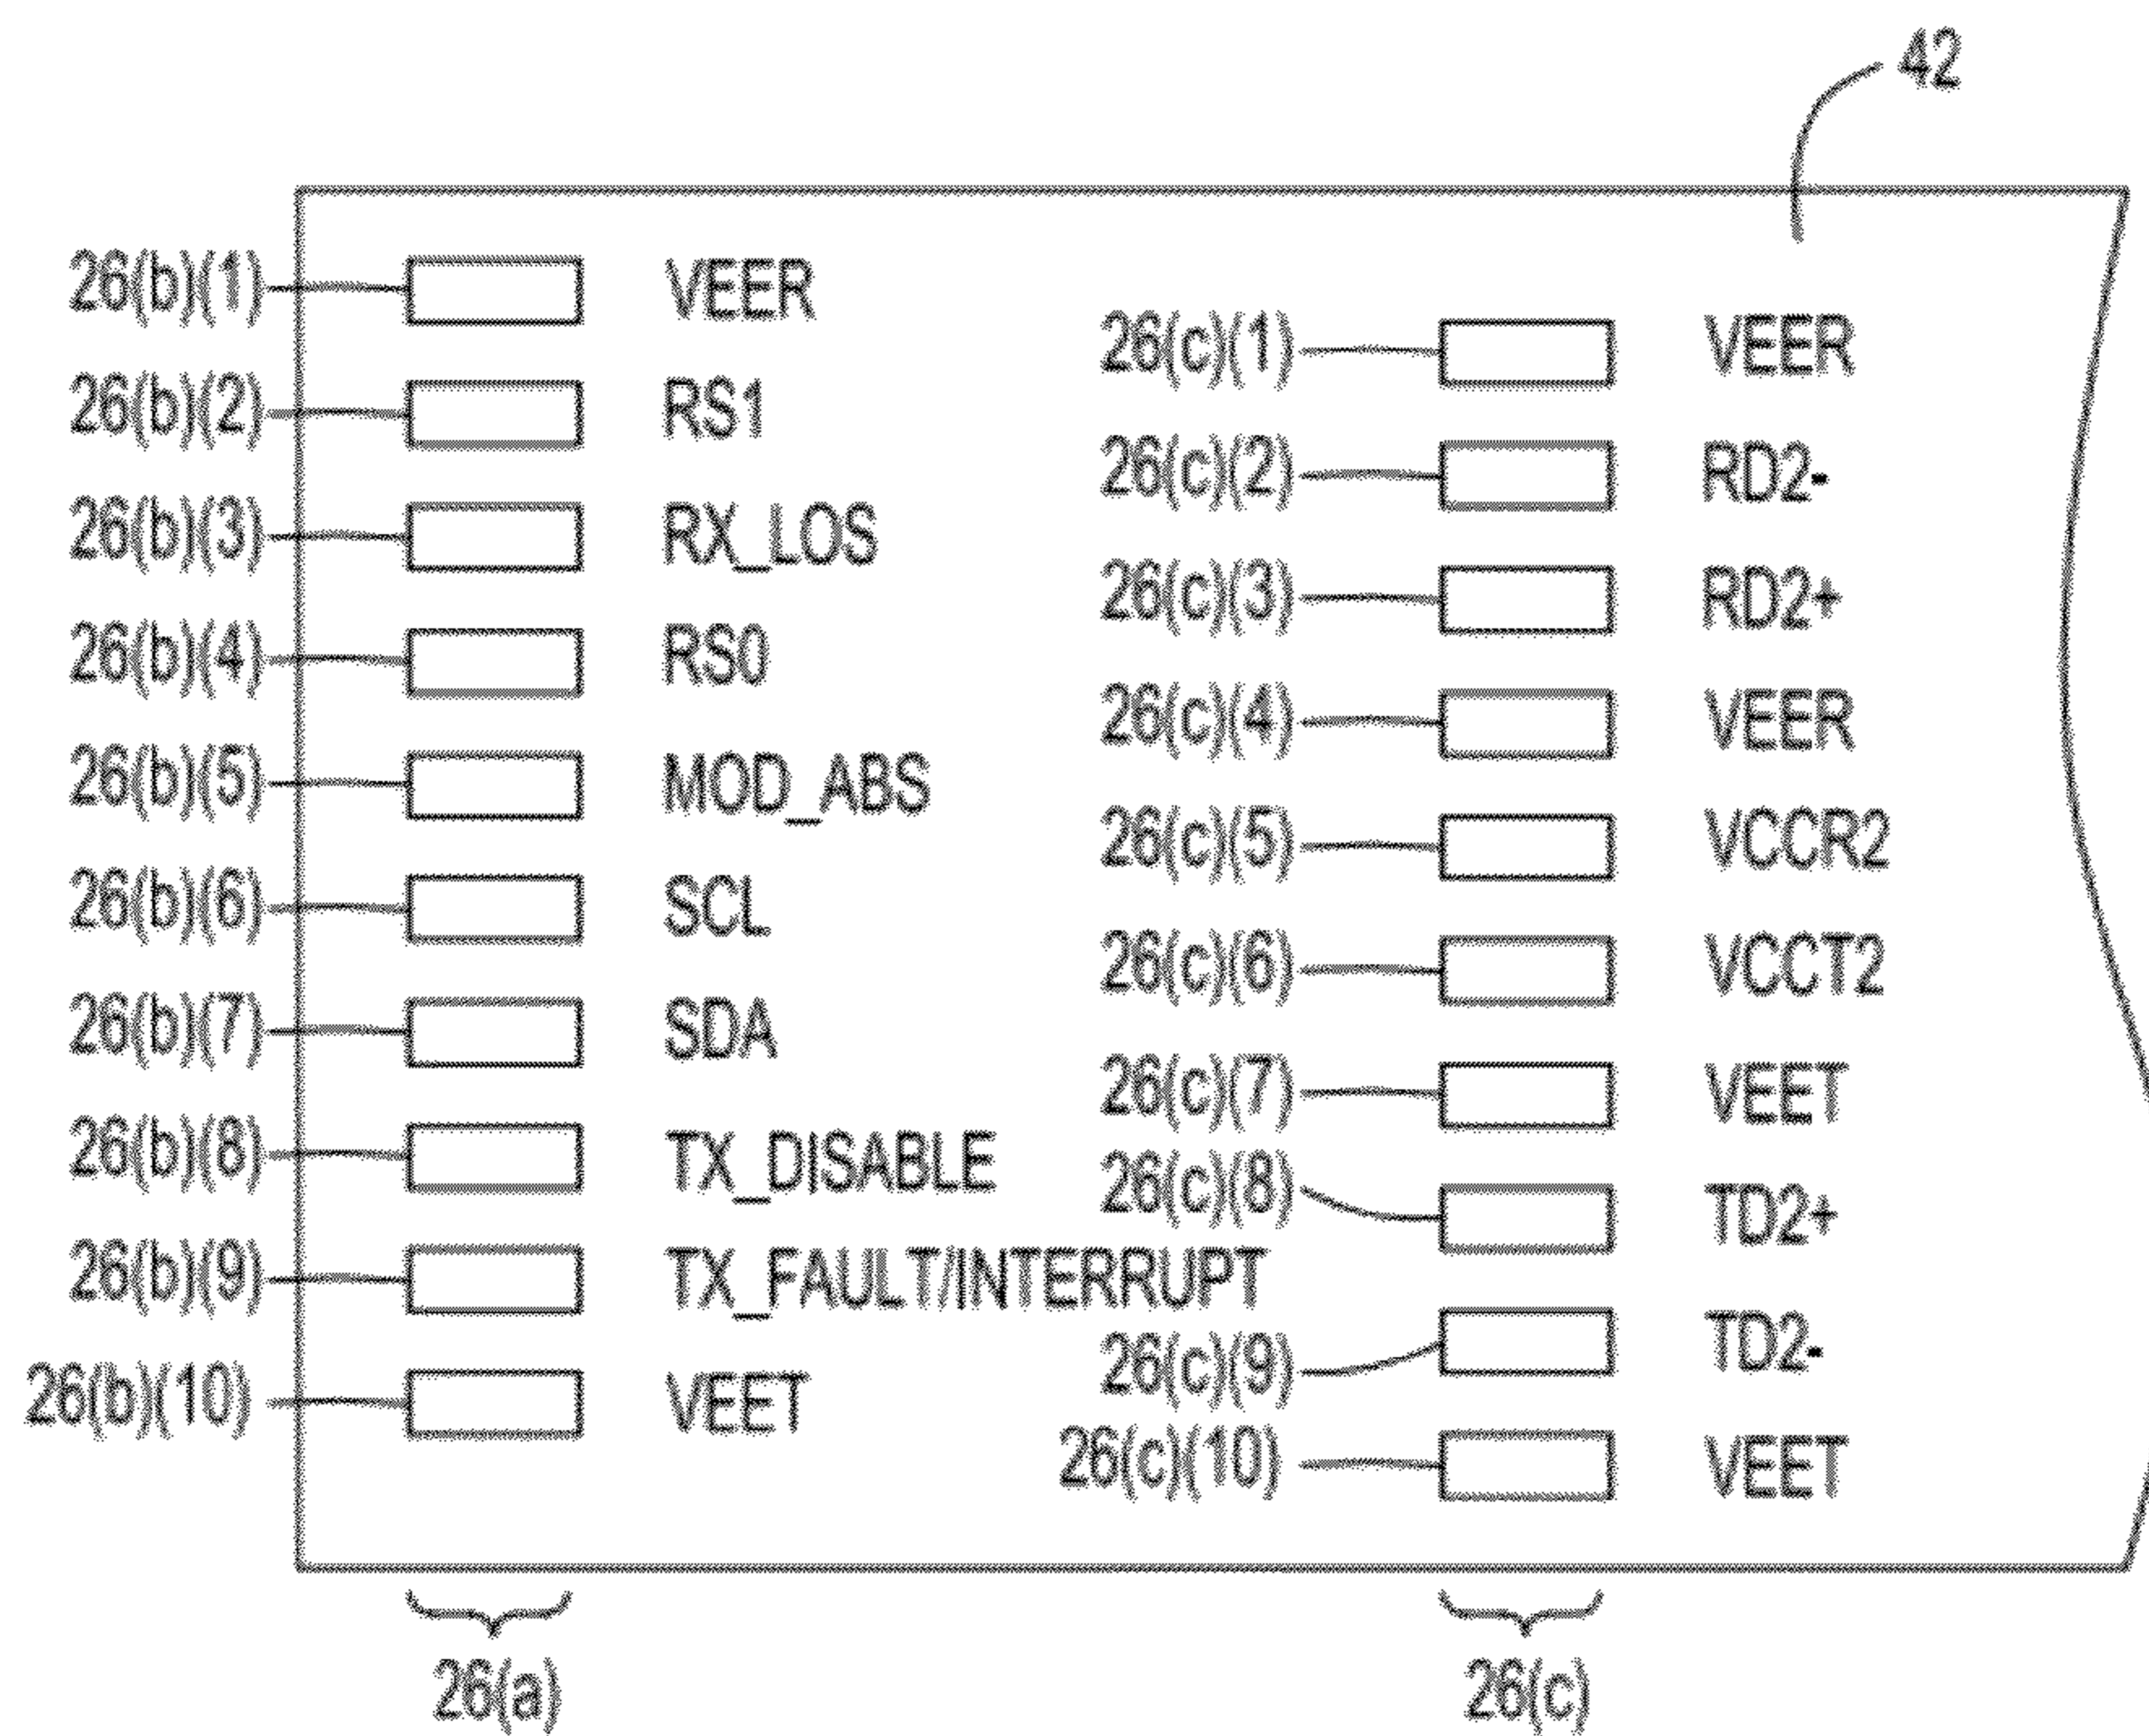 42
26(b)(1) VEER
26(c)(1) VEER
26(b)(2) RS1
26(c)(2) RD2-
26(b)(3) RX_LOS
26(c)(3) RD2+
26(b)(4) RS0
26(c)(4) VEER
26(b)(5) MOD_ABS
26(c)(5) VCCR2
26(b)(6) SCL
26(c)(6) VCCT2
26(b)(7) SDA
26(c)(7) VEET
26(b)(8) TX_DISABLE
26(c)(8) TD2+
26(b)(9) TX_FAULT/INTERRUPT
26(c)(9) TD2-
26(b)(10) VEET
26(c)(10) VEET
26(a)
26(c)